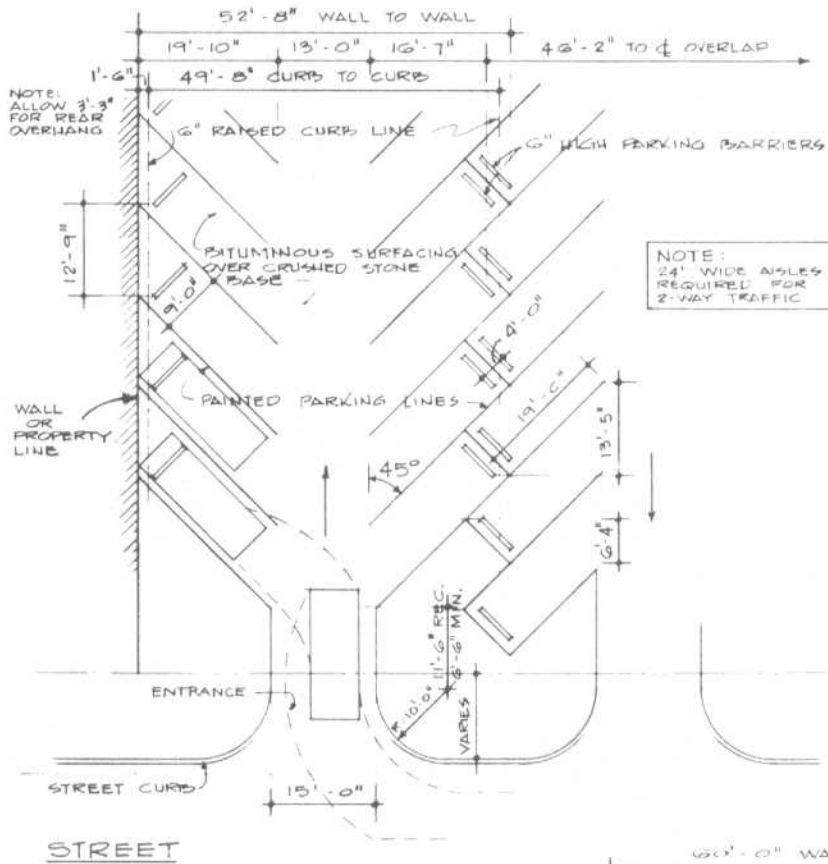 52'-8" WALL TO WALL
19'-10" 13'-0" 16'-7" 46'-2" TO ℄ OVERLAP
1'-6" 49'-8" CURB TO CURB
NOTE:
ALLOW 3'-3"
FOR REAR
OVERHANG
6" RAISED CURB LINE
6" HIGH PARKING BARRIERS
12'-9"
BITUMINOUS SURFACING
OVER CRUSHED STONE
BASE
9'-0"
NOTE:
24' WIDE AISLES
REQUIRED FOR
2-WAY TRAFFIC
4'-0"
PAINTED PARKING LINES
WALL
OR
PROPERTY
LINE
45°
13'-5"
6'-4"
11'-6" REC.
6'-6" MIN.
ENTRANCE
R-10'-0"
VARIES
STREET CURB
15'-0"
STREET
60'-0" WA